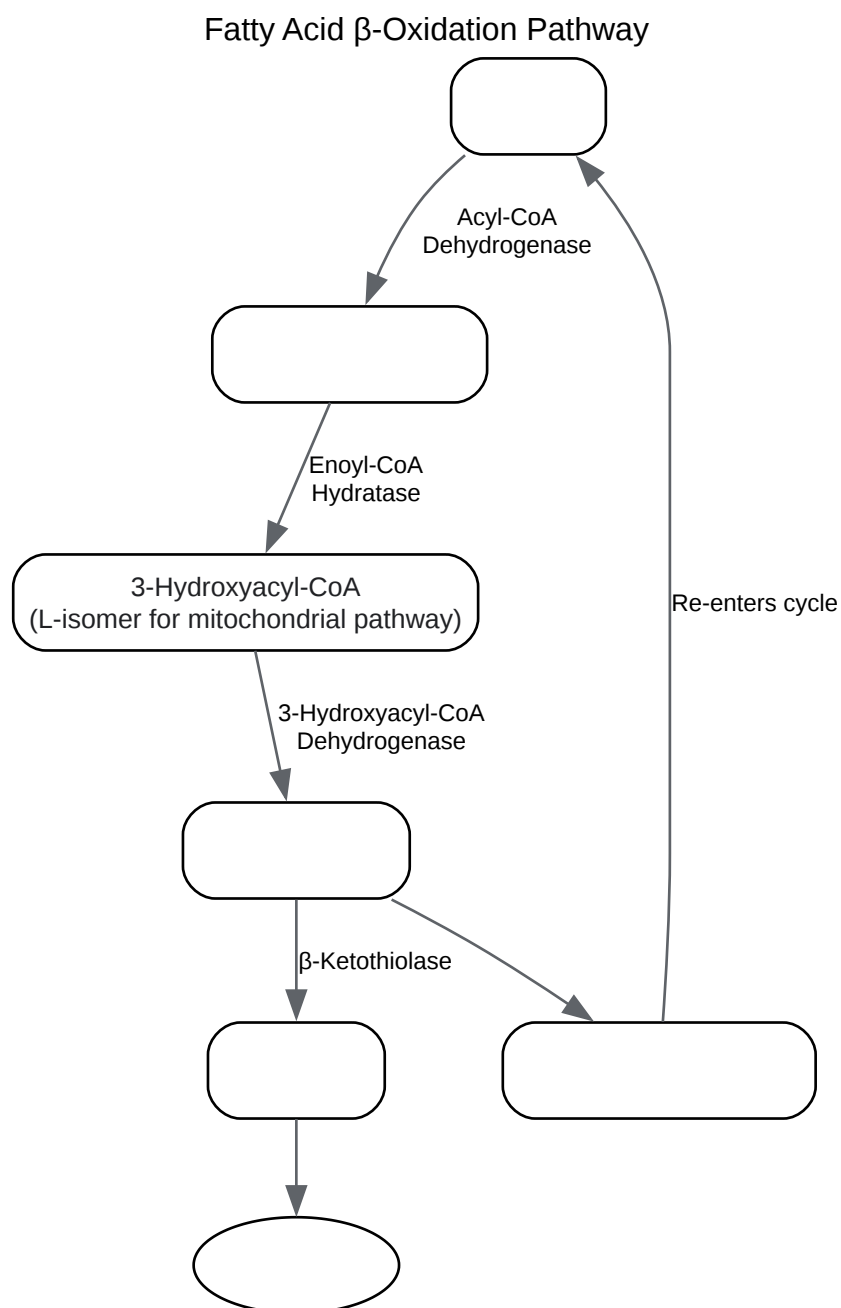 Fatty Acid β-Oxidation Pathway
Acyl-CoA
Dehydrogenase
Enoyl-CoA
Hydratase
3-Hydroxyacyl-CoA
(L-isomer for mitochondrial pathway)
Re-enters cycle
3-Hydroxyacyl-CoA
Dehydrogenase
β-Ketothiolase